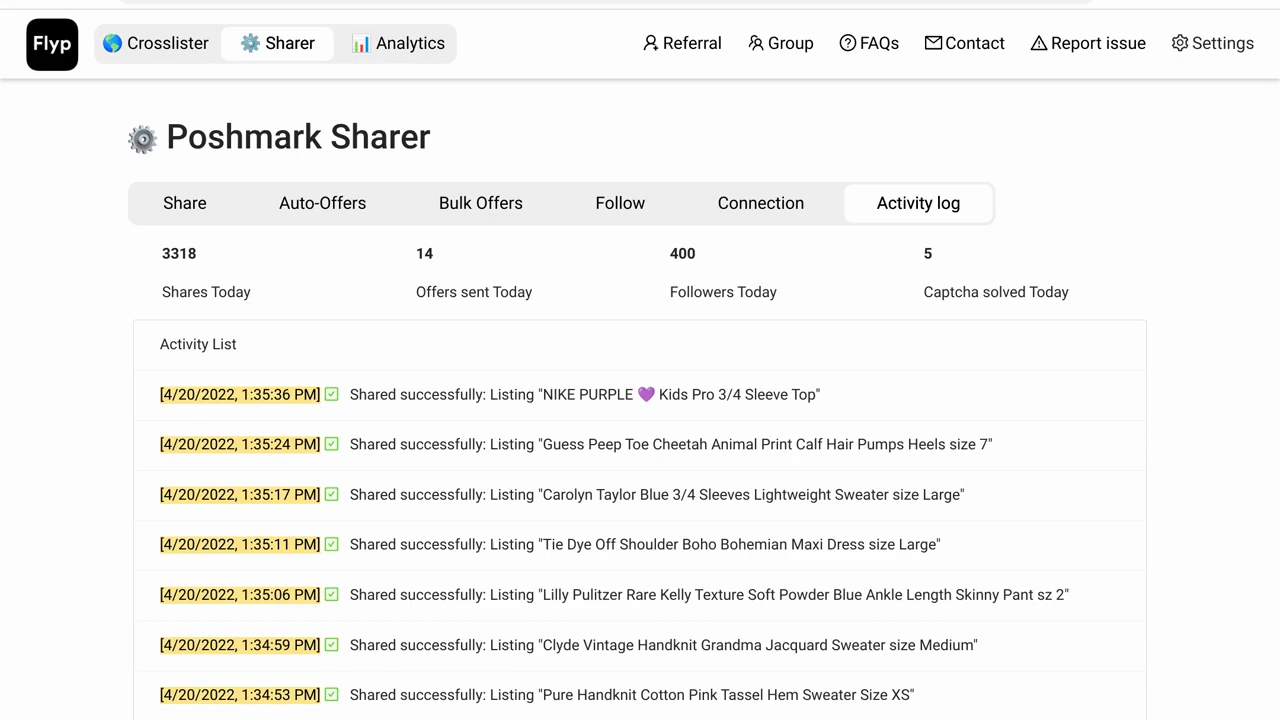 Flyp 🌎 Crosslister ⚙️ Sharer 📊 Analytics Referral Group FAQs Contact Report issue Settings
⚙️ Poshmark Sharer
Share Auto-Offers Bulk Offers Follow Connection Activity log
3318 14 400 5
Shares Today Offers sent Today Followers Today Captcha solved Today
Activity List
[4/20/2022, 1:35:36 PM] Shared successfully: Listing "NIKE PURPLE 💜 Kids Pro 3/4 Sleeve Top"
[4/20/2022, 1:35:24 PM] Shared successfully: Listing "Guess Peep Toe Cheetah Animal Print Calf Hair Pumps Heels size 7"
[4/20/2022, 1:35:17 PM] Shared successfully: Listing "Carolyn Taylor Blue 3/4 Sleeves Lightweight Sweater size Large"
[4/20/2022, 1:35:11 PM] Shared successfully: Listing "Tie Dye Off Shoulder Boho Bohemian Maxi Dress size Large"
[4/20/2022, 1:35:06 PM] Shared successfully: Listing "Lilly Pulitzer Rare Kelly Texture Soft Powder Blue Ankle Length Skinny Pant sz 2"
[4/20/2022, 1:34:59 PM] Shared successfully: Listing "Clyde Vintage Handknit Grandma Jacquard Sweater size Medium"
[4/20/2022, 1:34:53 PM] Shared successfully: Listing "Pure Handknit Cotton Pink Tassel Hem Sweater Size XS"